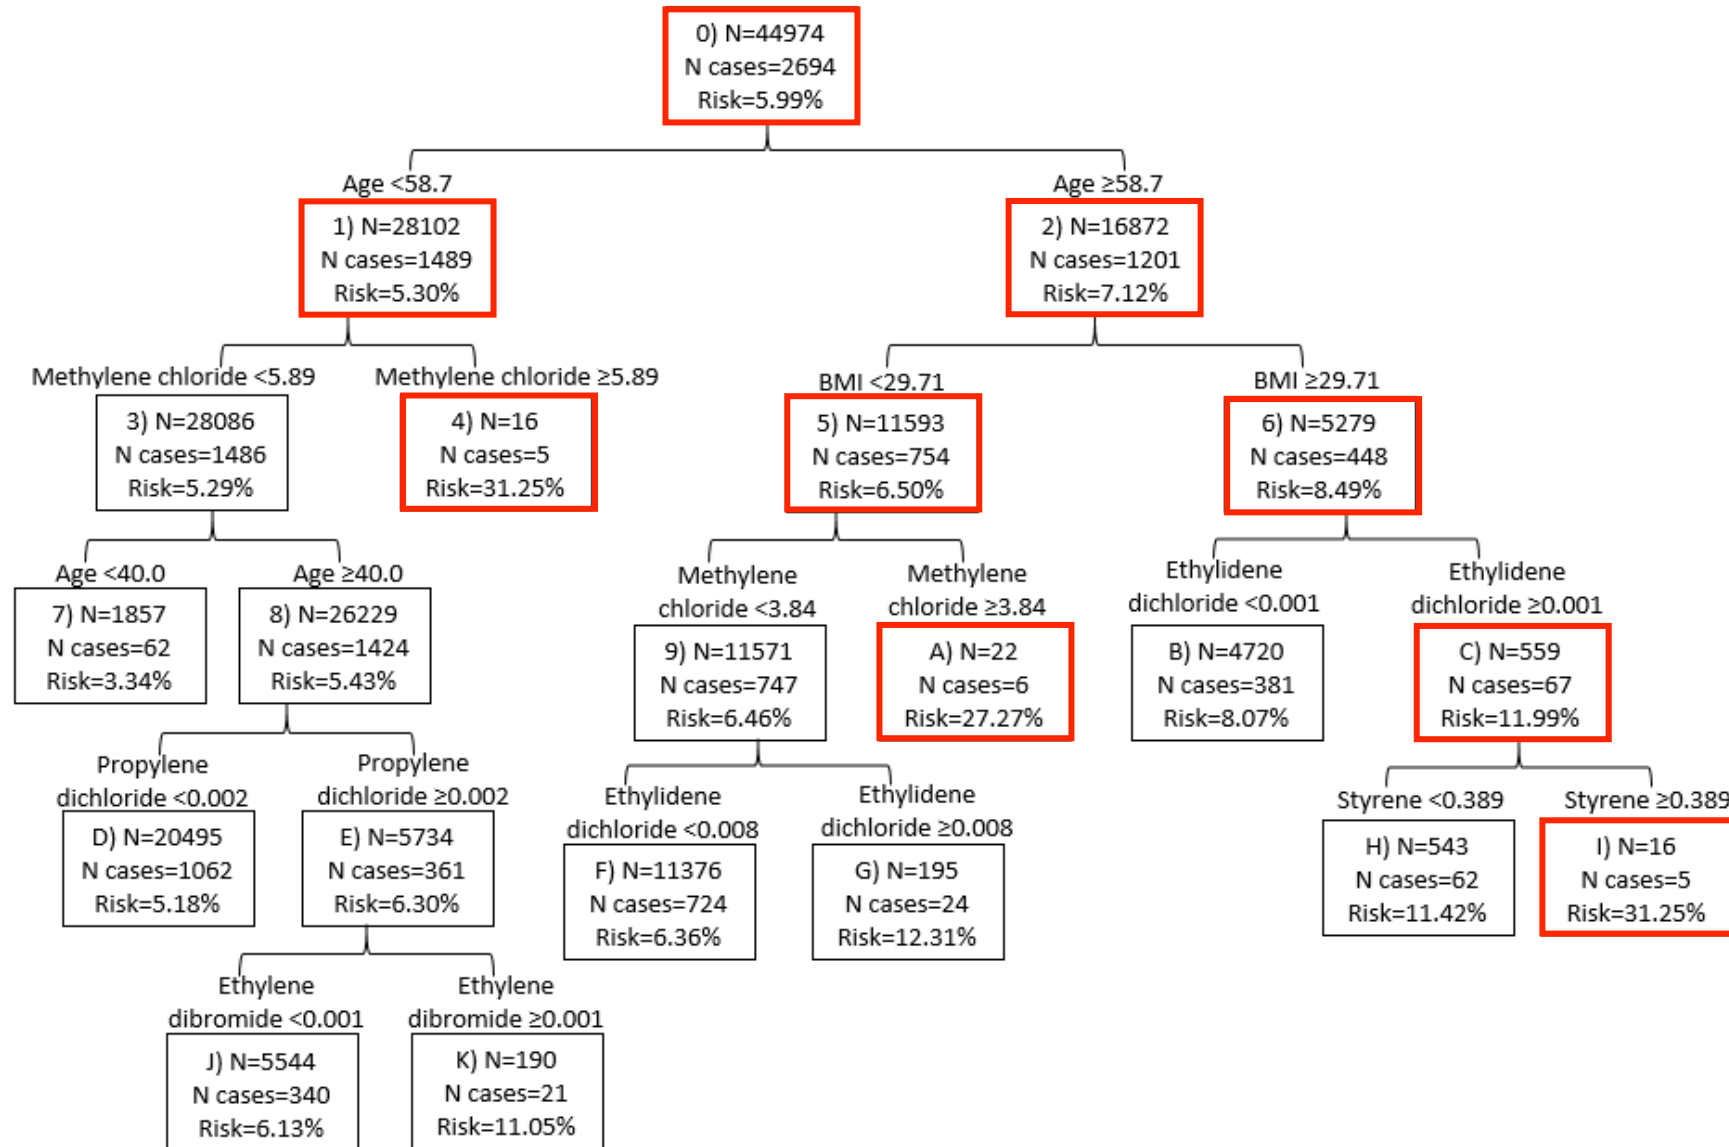 0) N=44974
N cases=2694
Risk=5.99%
Age <58.7
1) N=28102
N cases=1489
Risk=5.30%
Age ≥58.7
2) N=16872
N cases=1201
Risk=7.12%
Methylene chloride <5.89
3) N=28086
N cases=1486
Risk=5.29%
Methylene chloride ≥5.89
4) N=16
N cases=5
Risk=31.25%
BMI <29.71
5) N=11593
N cases=754
Risk=6.50%
BMI ≥29.71
6) N=5279
N cases=448
Risk=8.49%
Age <40.0
7) N=1857
N cases=62
Risk=3.34%
Age ≥40.0
8) N=26229
N cases=1424
Risk=5.43%
Methylene
chloride <3.84
9) N=11571
N cases=747
Risk=6.46%
Methylene
chloride ≥3.84
A) N=22
N cases=6
Risk=27.27%
Ethylidene
dichloride <0.001
B) N=4720
N cases=381
Risk=8.07%
Ethylidene
dichloride ≥0.001
C) N=559
N cases=67
Risk=11.99%
Propylene
dichloride <0.002
D) N=20495
N cases=1062
Risk=5.18%
Propylene
dichloride ≥0.002
E) N=5734
N cases=361
Risk=6.30%
Ethylidene
dichloride <0.008
F) N=11376
N cases=724
Risk=6.36%
Ethylidene
dichloride ≥0.008
G) N=195
N cases=24
Risk=12.31%
Styrene <0.389
H) N=543
N cases=62
Risk=11.42%
Styrene ≥0.389
I) N=16
N cases=5
Risk=31.25%
Ethylene
dibromide <0.001
J) N=5544
N cases=340
Risk=6.13%
Ethylene
dibromide ≥0.001
K) N=190
N cases=21
Risk=11.05%